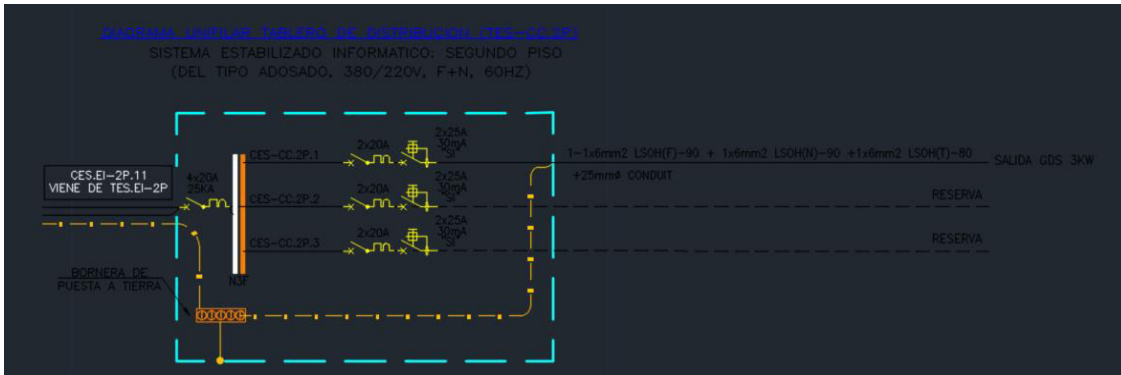 DIAGRAMA UNIFILAR TABLERO DE DISTRIBUCION (TES-CC.2P)
SISTEMA ESTABILIZADO INFORMATICO: SEGUNDO PISO
(DEL TIPO ADOSADO, 380/220V, F+N, 60HZ)
CES.EI-2P.11
VIENE DE TES.EI-2P
4x20A
25KA
CES-CC.2P.1
2x20A
2x25A
30mA
"SI"
1-1x6mm2 LSOH(F)-90 + 1x6mm2 LSOH(N)-90 +1x6mm2 LSOH(T)-80
+25mmø CONDUIT
SALIDA GDS 3KW
CES-CC.2P.2
2x20A
2x25A
30mA
"SI"
RESERVA
CES-CC.2P.3
2x20A
2x25A
30mA
"SI"
RESERVA
N3F
BORNERA DE
PUESTA A TIERRA